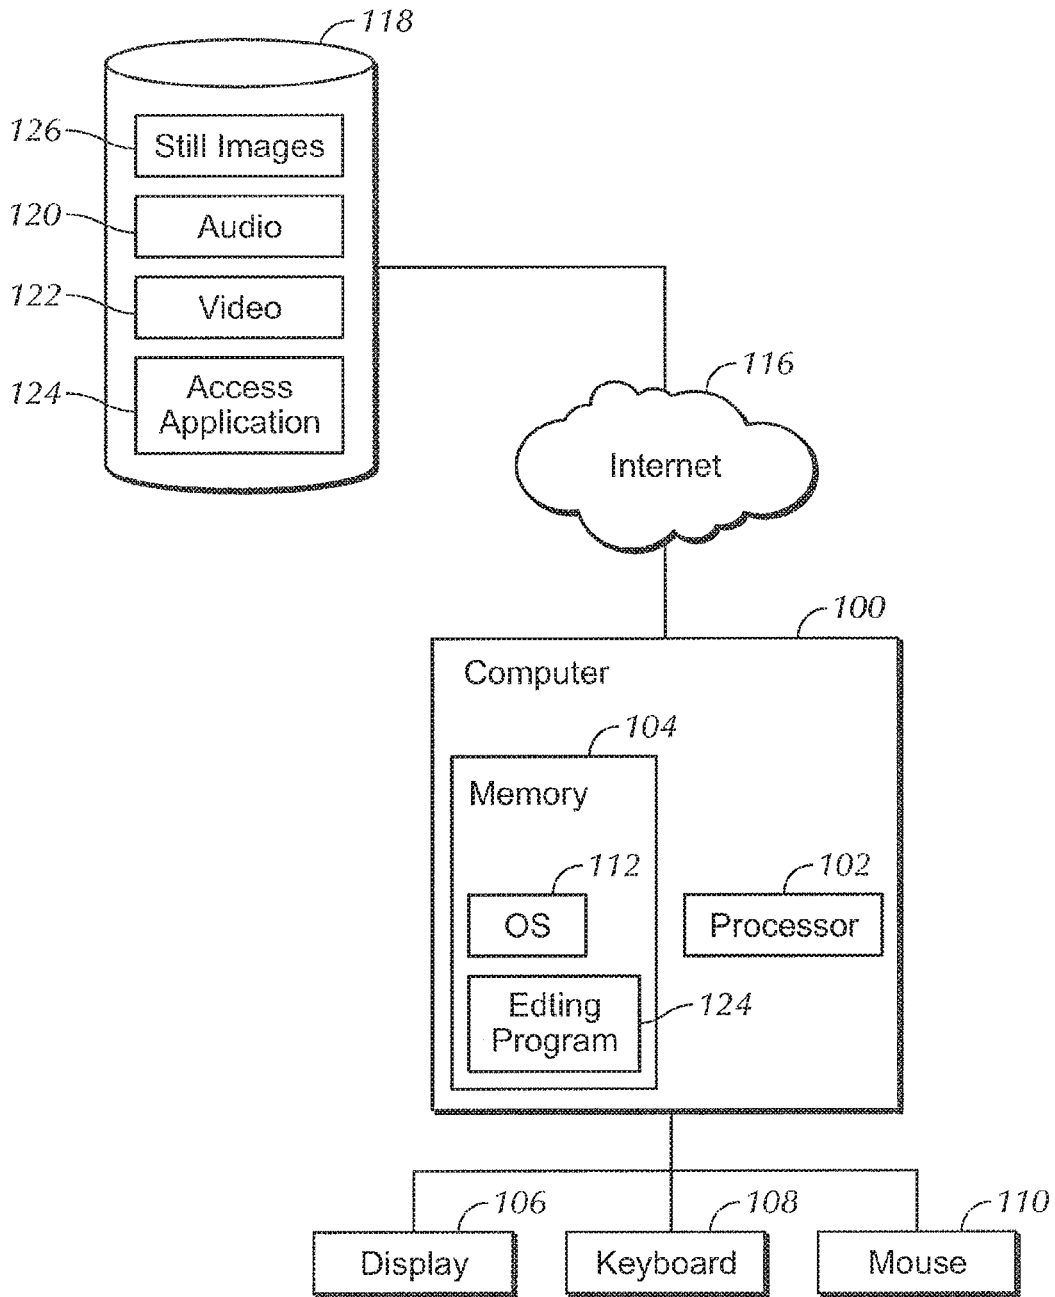 118
126
Still Images
120
Audio
122
Video
124
Access
Application
116
Internet
100
Computer
104
Memory
112
OS
102
Processor
Edting
Program
124
106
Display
108
Keyboard
110
Mouse